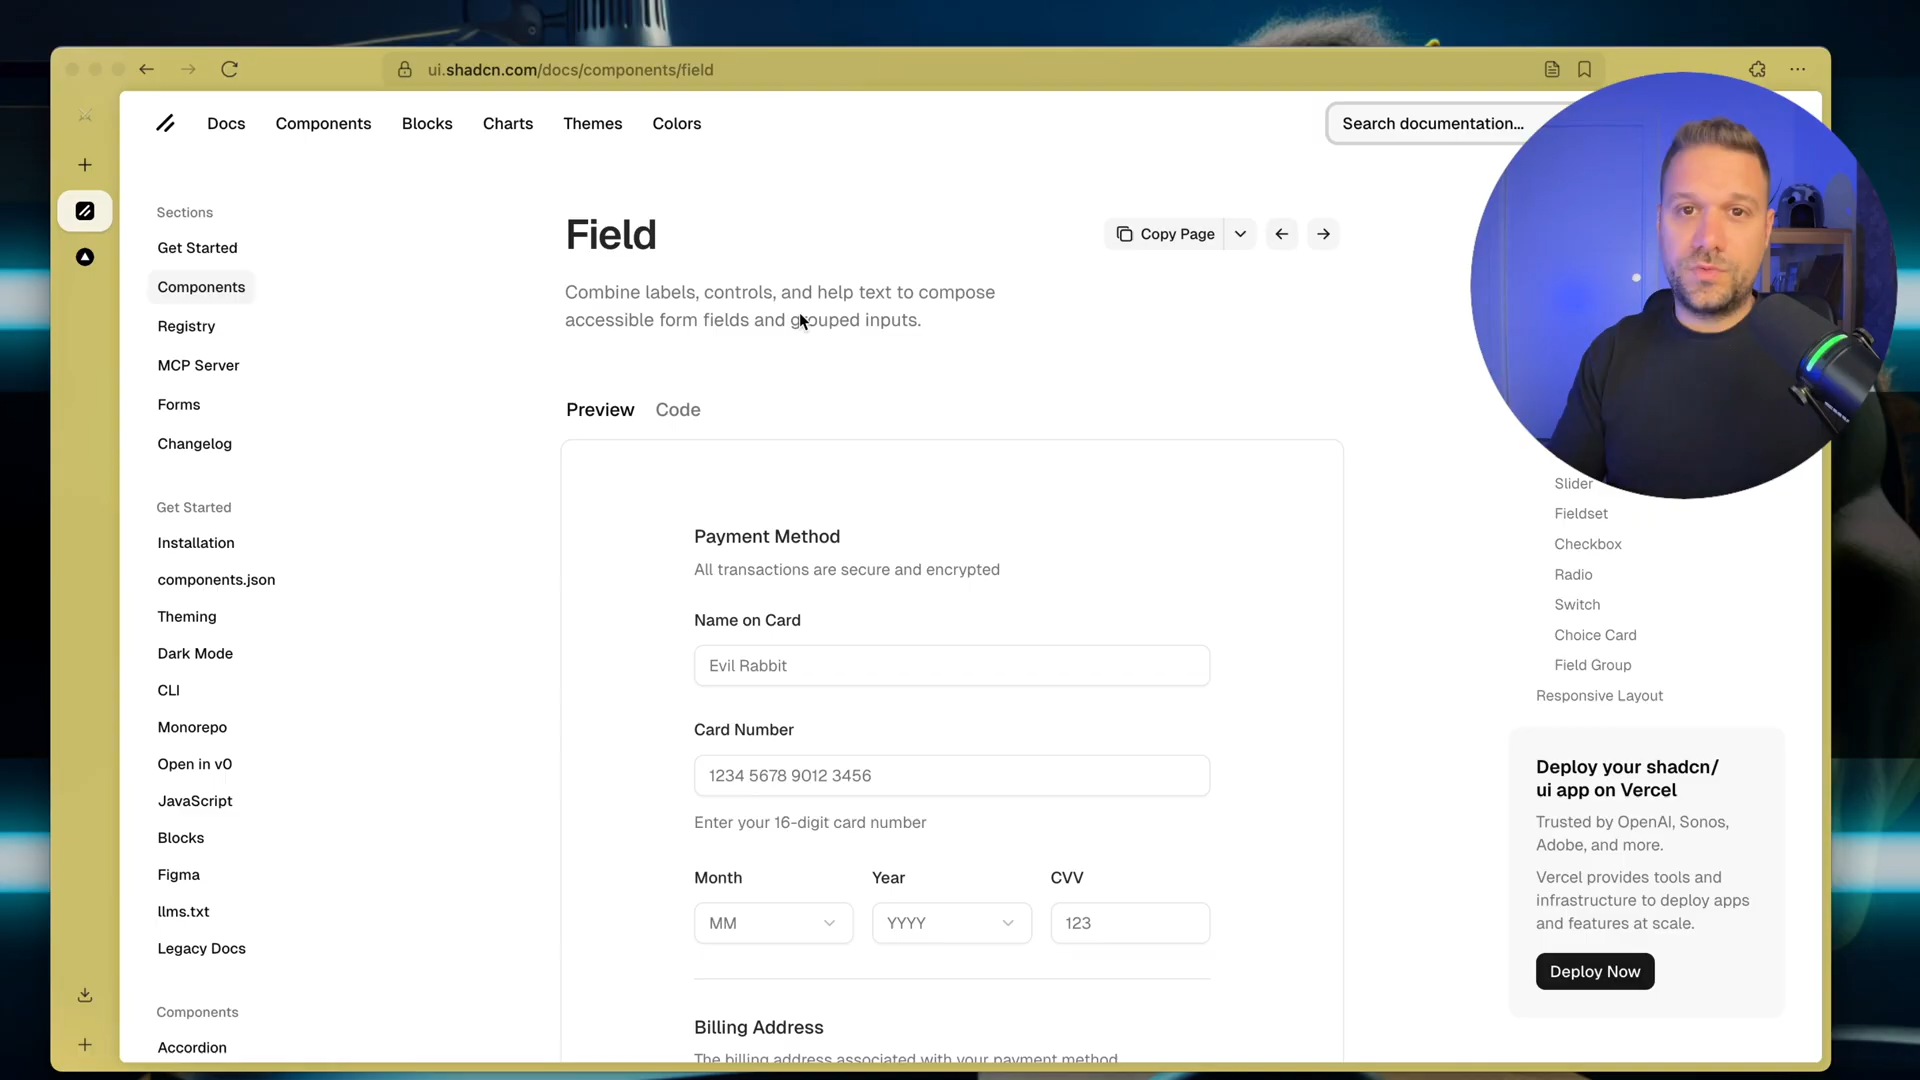 ui.shadcn.com/docs/components/field
Docs
Components
Blocks
Charts
Themes
Colors
Search documentation...
Sections
Get Started
Components
Registry
MCP Server
Forms
Changelog
Get Started
Installation
components.json
Theming
Dark Mode
CLI
Monorepo
Open in v0
JavaScript
Blocks
Figma
llms.txt
Legacy Docs
Components
Accordion
Field
Copy Page
Combine labels, controls, and help text to compose
accessible form fields and grouped inputs.
Preview
Code
Payment Method
All transactions are secure and encrypted
Name on Card
Evil Rabbit
Card Number
1234 5678 9012 3456
Enter your 16-digit card number
Month
Year
CVV
MM
YYYY
123
Billing Address
The billing address associated with your payment method
Slider
Fieldset
Checkbox
Radio
Switch
Choice Card
Field Group
Responsive Layout
Deploy your shadcn/
ui app on Vercel
Trusted by OpenAI, Sonos,
Adobe, and more.
Vercel provides tools and
infrastructure to deploy apps
and features at scale.
Deploy Now